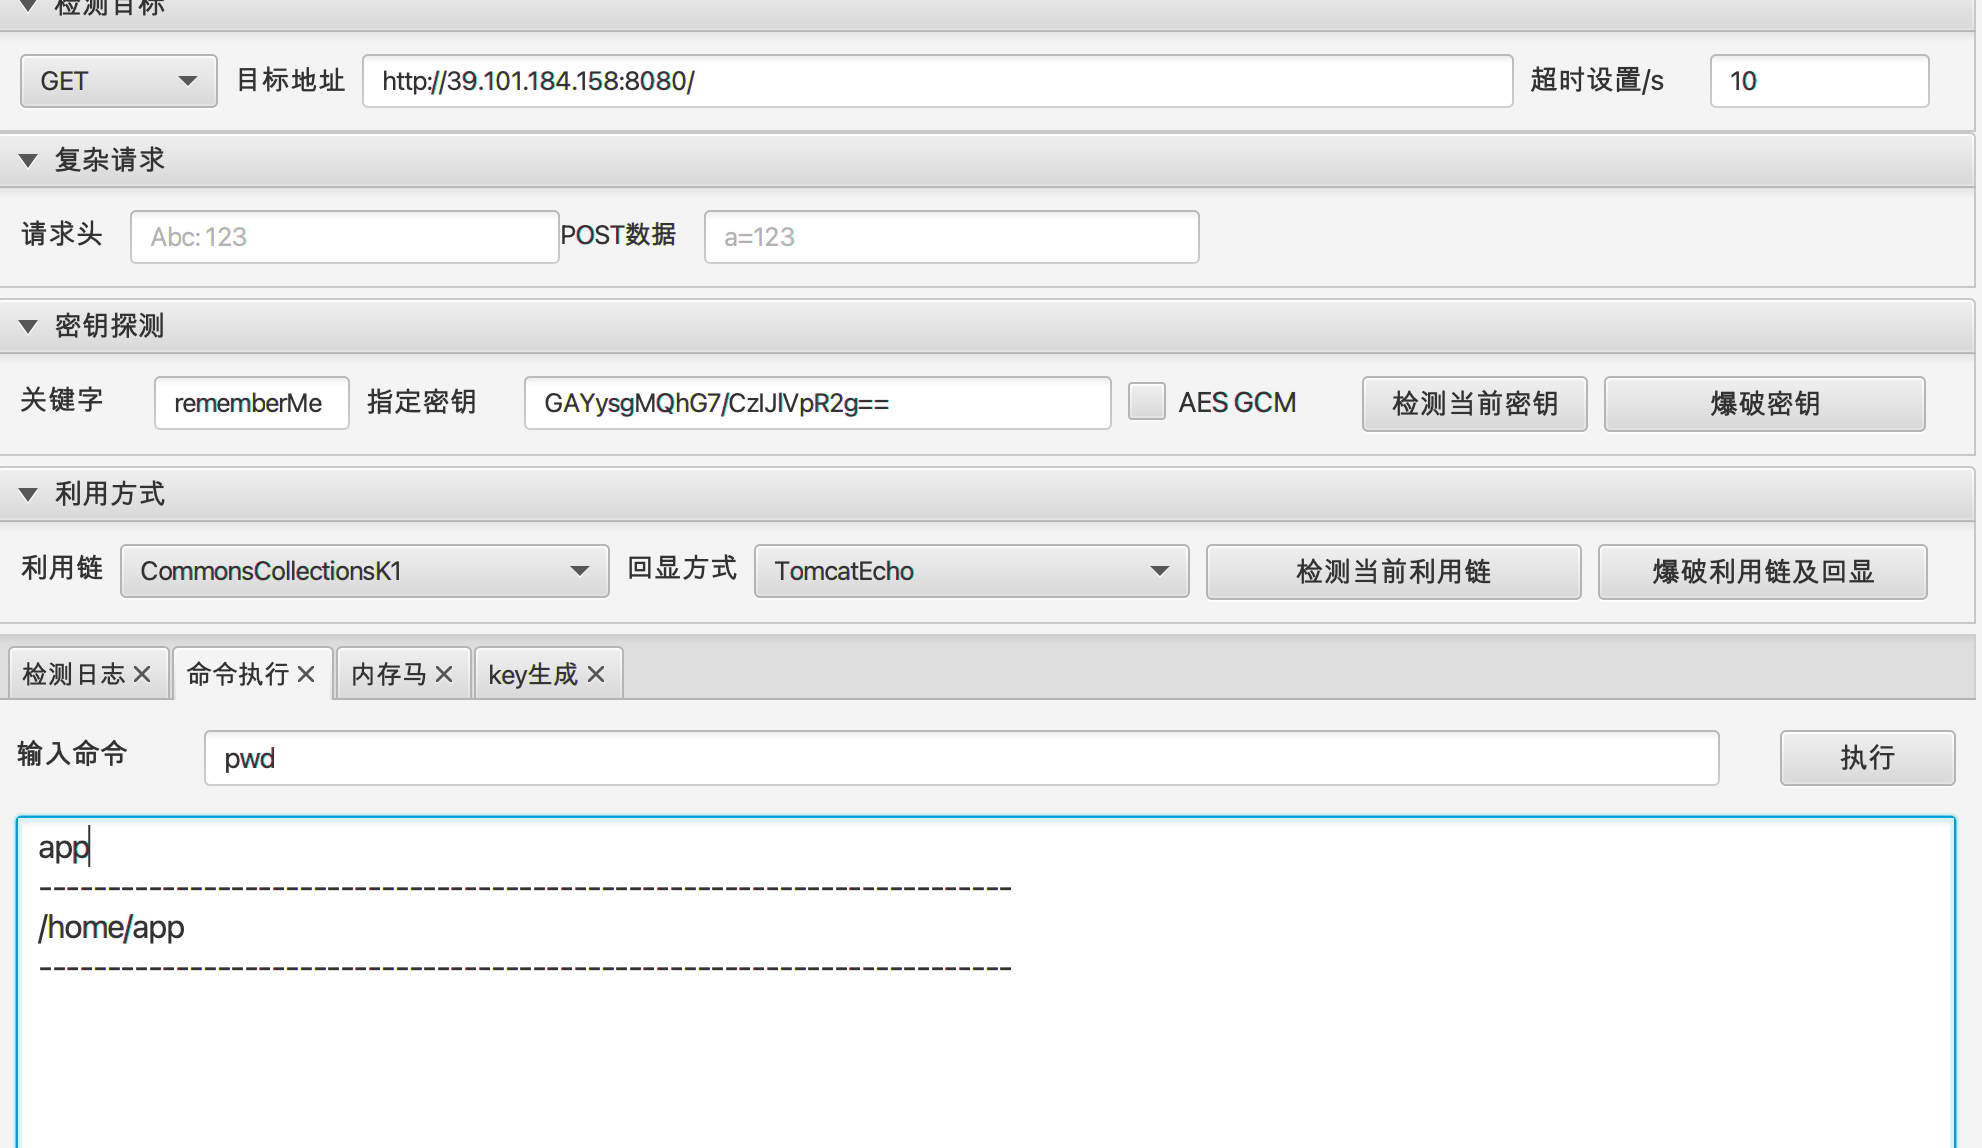 检测目标
GET 目标地址 http://39.101.184.158:8080/ 超时设置/s 10
复杂请求
请求头 Abc: 123 POST数据 a=123
密钥探测
关键字 rememberMe 指定密钥 GAYysgMQhG7/CzIJlVpR2g== AES GCM 检测当前密钥 爆破密钥
利用方式
利用链 CommonsCollectionsK1 回显方式 TomcatEcho 检测当前利用链 爆破利用链及回显
检测日志 命令执行 内存马 key生成
输入命令 pwd 执行
app
-----------------------------------------------------------------------
/home/app
-----------------------------------------------------------------------